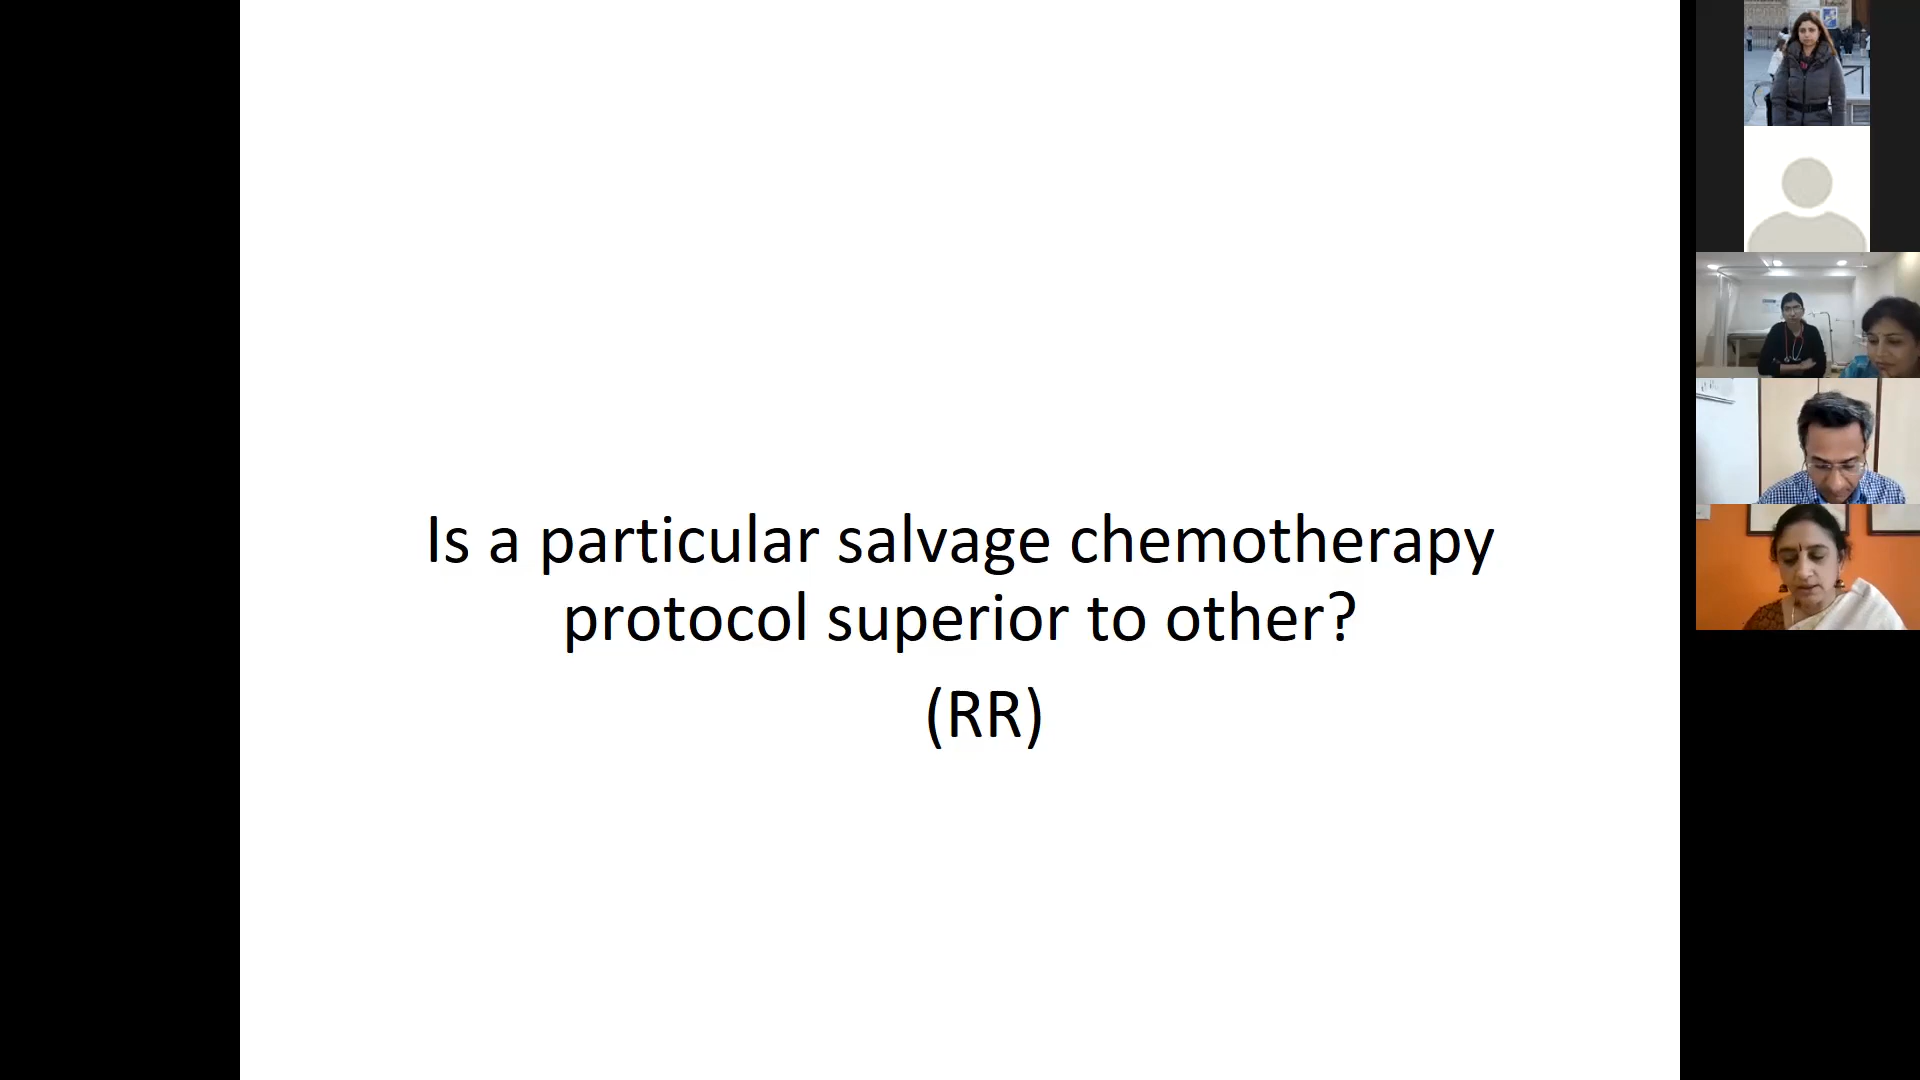 Is a particular salvage chemotherapy
protocol superior to other?
(RR)